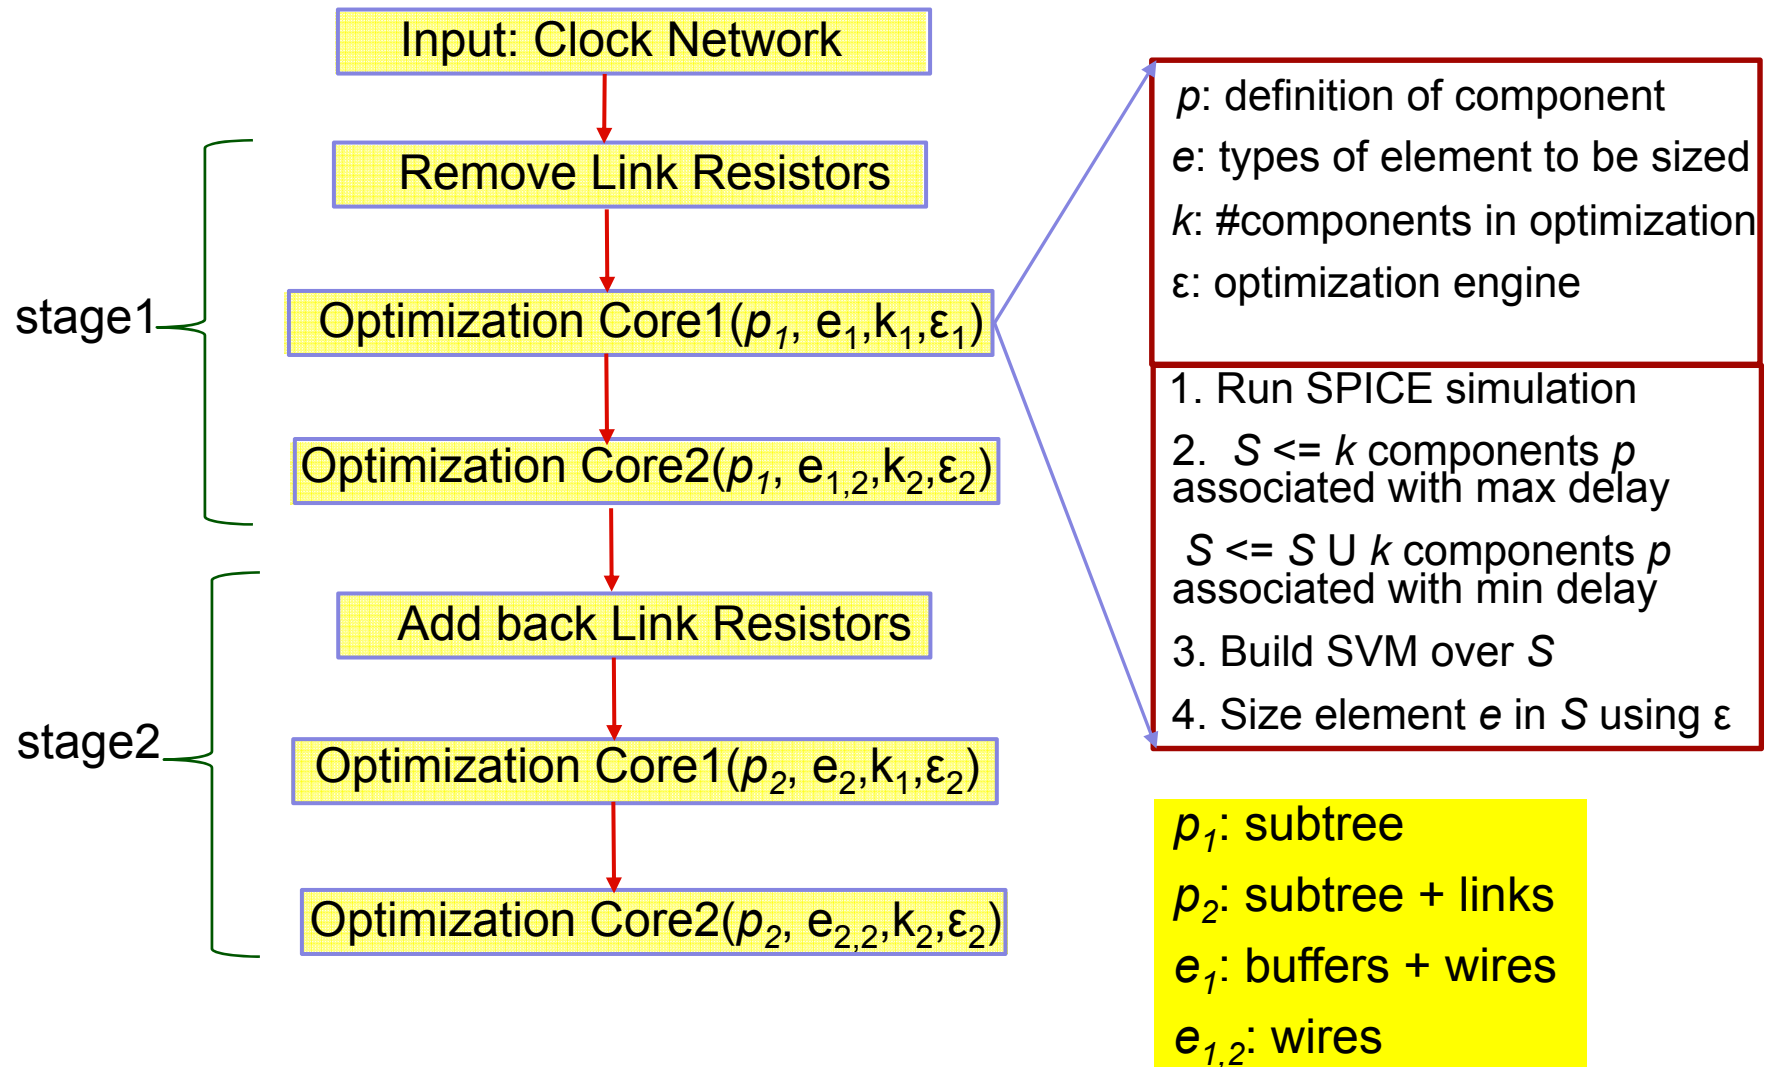 Input: Clock Network
stage1
Remove Link Resistors
Optimization Core1(p₁, e₁,k₁,ε₁)
Optimization Core2(p₁, e₁,₂,k₂,ε₂)
stage2
Add back Link Resistors
Optimization Core1(p₂, e₂,k₁,ε₂)
Optimization Core2(p₂, e₂,₂,k₂,ε₂)
p: definition of component
e: types of element to be sized
k: #components in optimization
ε: optimization engine
1. Run SPICE simulation
2. S <= k components p
associated with max delay
S <= S U k components p
associated with min delay
3. Build SVM over S
4. Size element e in S using ε
p₁: subtree
p₂: subtree + links
e₁: buffers + wires
e₁,₂: wires